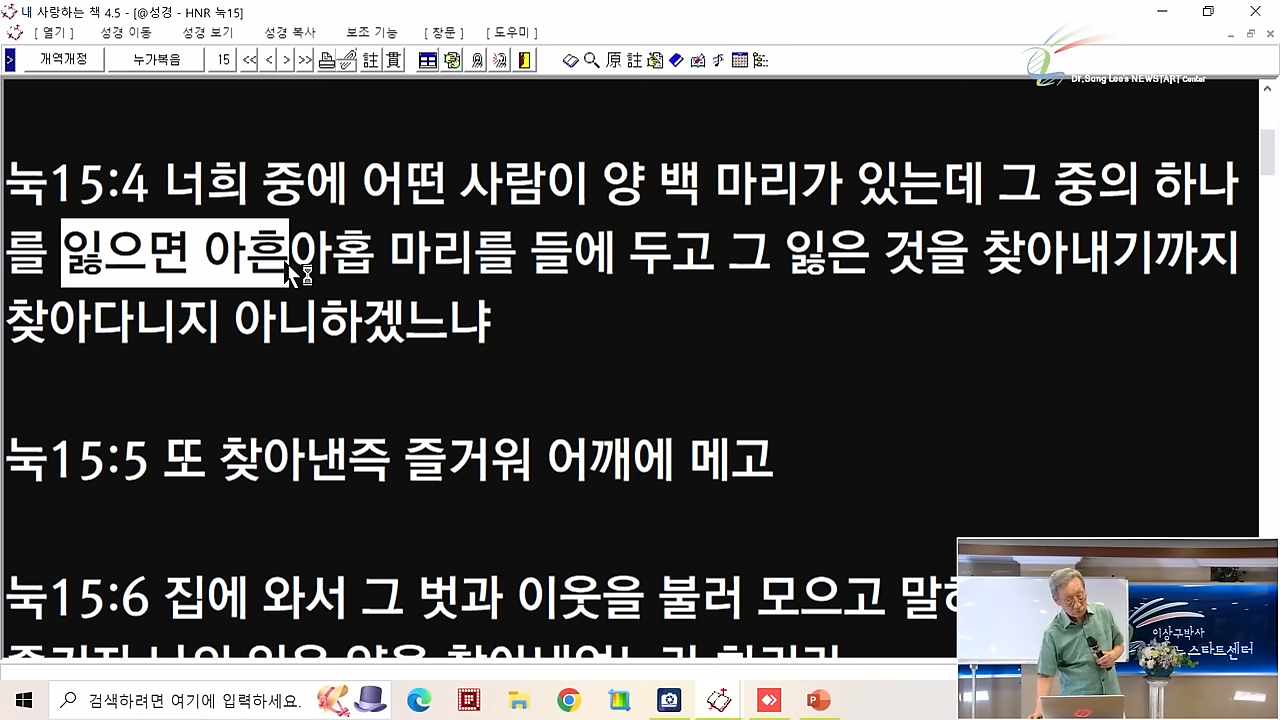 내 사랑하는 책 4.5 - [@성경 - HNR 눅15]
[ 열기 ] 성경 이동 성경 보기 성경 복사 보조 기능 [ 창문 ] [ 도우미 ]
개역개정 누가복음 15 << < > >> 註 貫 原 註
Dr.Sang Lee's NEWSTART Center
눅15:4 너희 중에 어떤 사람이 양 백 마리가 있는데 그 중의 하나
를 잃으면 아흔아홉 마리를 들에 두고 그 잃은 것을 찾아내기까지
찾아다니지 아니하겠느냐
눅15:5 또 찾아낸즉 즐거워 어깨에 메고
눅15:6 집에 와서 그 벗과 이웃을 불러 모으고
이상구박사
뉴스타트센터
검색하려면 여기에 입력하세요.